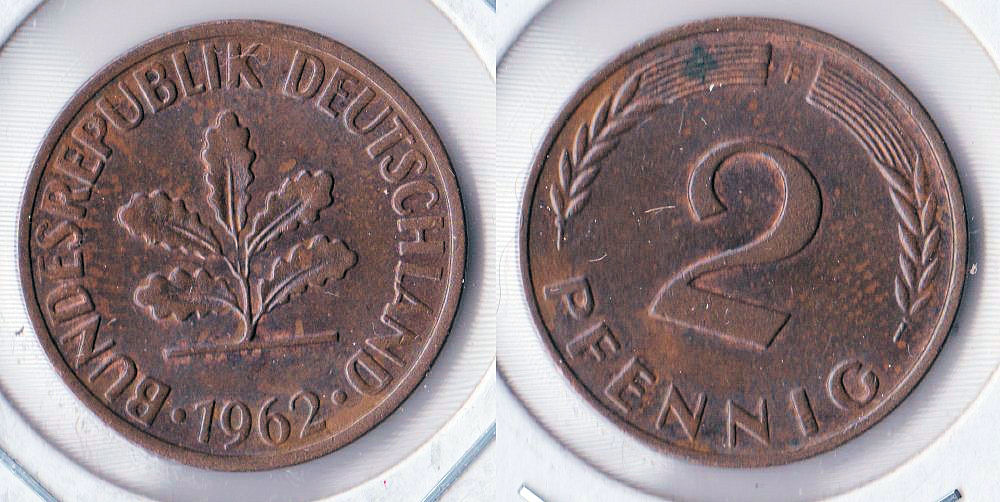 BUNDESREPUBLIK DEUTSCHLAND
· 1962 ·
F
2
PFENNIG